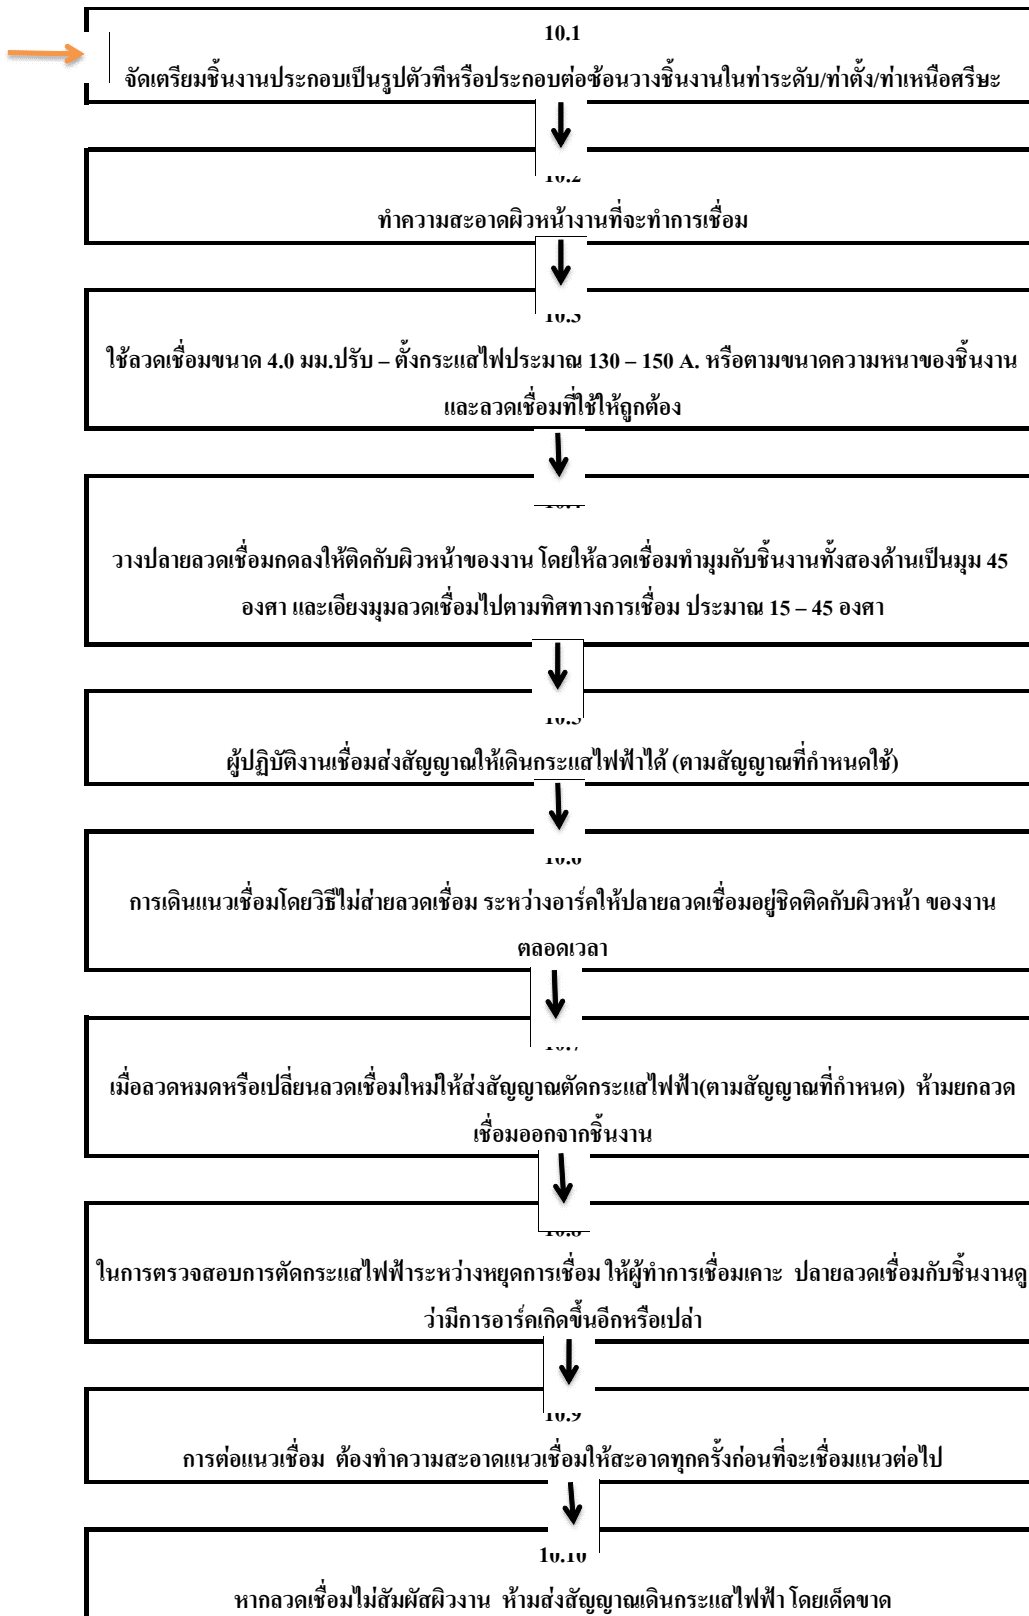 10.1
จัดเตรียมชิ้นงานประกอบเป็นรูปตัวทีหรือประกอบต่อซ้อนวางชิ้นงานในท่าระดับ/ท่าตั้ง/ท่าเหนือศรีษะ
10.2
ทำความสะอาดผิวหน้างานที่จะทำการเชื่อม
10.3
ใช้ลวดเชื่อมขนาด 4.0 มม.ปรับ – ตั้งกระแสไฟประมาณ 130 – 150 A. หรือตามขนาดความหนาของชิ้นงาน
และลวดเชื่อมที่ใช้ให้ถูกต้อง
วางปลายลวดเชื่อมกดลงให้ติดกับผิวหน้าของงาน โดยให้ลวดเชื่อมทำมุมกับชิ้นงานทั้งสองด้านเป็นมุม 45
องศา และเอียงมุมลวดเชื่อมไปตามทิศทางการเชื่อม ประมาณ 15 – 45 องศา
10.5
ผู้ปฏิบัติงานเชื่อมส่งสัญญาณให้เดินกระแสไฟฟ้าได้ (ตามสัญญาณที่กำหนดใช้)
10.6
การเดินแนวเชื่อมโดยวิธีไม่ส่ายลวดเชื่อม ระหว่างอาร์คให้ปลายลวดเชื่อมอยู่ชิดติดกับผิวหน้า ของงาน
ตลอดเวลา
10.7
เมื่อลวดหมดหรือเปลี่ยนลวดเชื่อมใหม่ให้ส่งสัญญาณตัดกระแสไฟฟ้า(ตามสัญญาณที่กำหนด) ห้ามยกลวด
เชื่อมออกจากชิ้นงาน
10.8
ในการตรวจสอบการตัดกระแสไฟฟ้าระหว่างหยุดการเชื่อม ให้ผู้ทำการเชื่อมเคาะ ปลายลวดเชื่อมกับชิ้นงานดู
ว่ามีการอาร์คเกิดขึ้นอีกหรือเปล่า
10.9
การต่อแนวเชื่อม ต้องทำความสะอาดแนวเชื่อมให้สะอาดทุกครั้งก่อนที่จะเชื่อมแนวต่อไป
10.10
หากลวดเชื่อมไม่สัมผัสผิวงาน ห้ามส่งสัญญาณเดินกระแสไฟฟ้า โดยเด็ดขาด